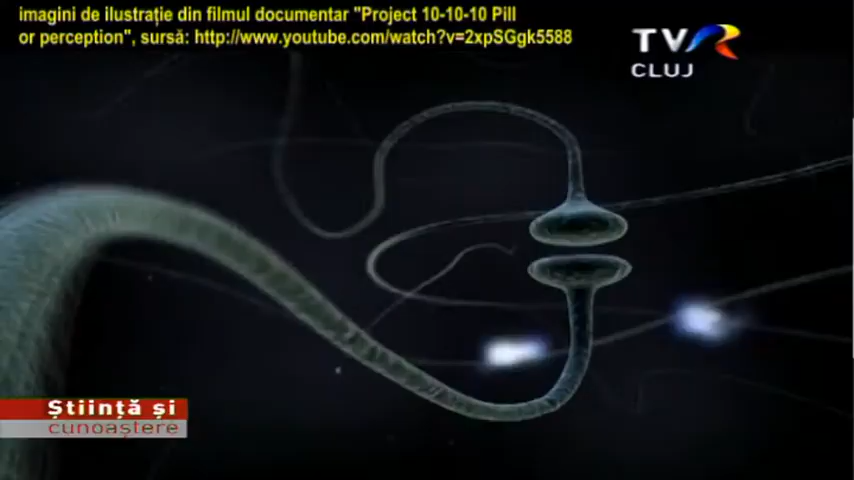 imagini de ilustrație din filmul documentar "Project 10-10-10 Pill
or perception", sursă: http://www.youtube.com/watch?v=2xpSGgk5588
TVR
CLUJ
Știință și
cunoaștere